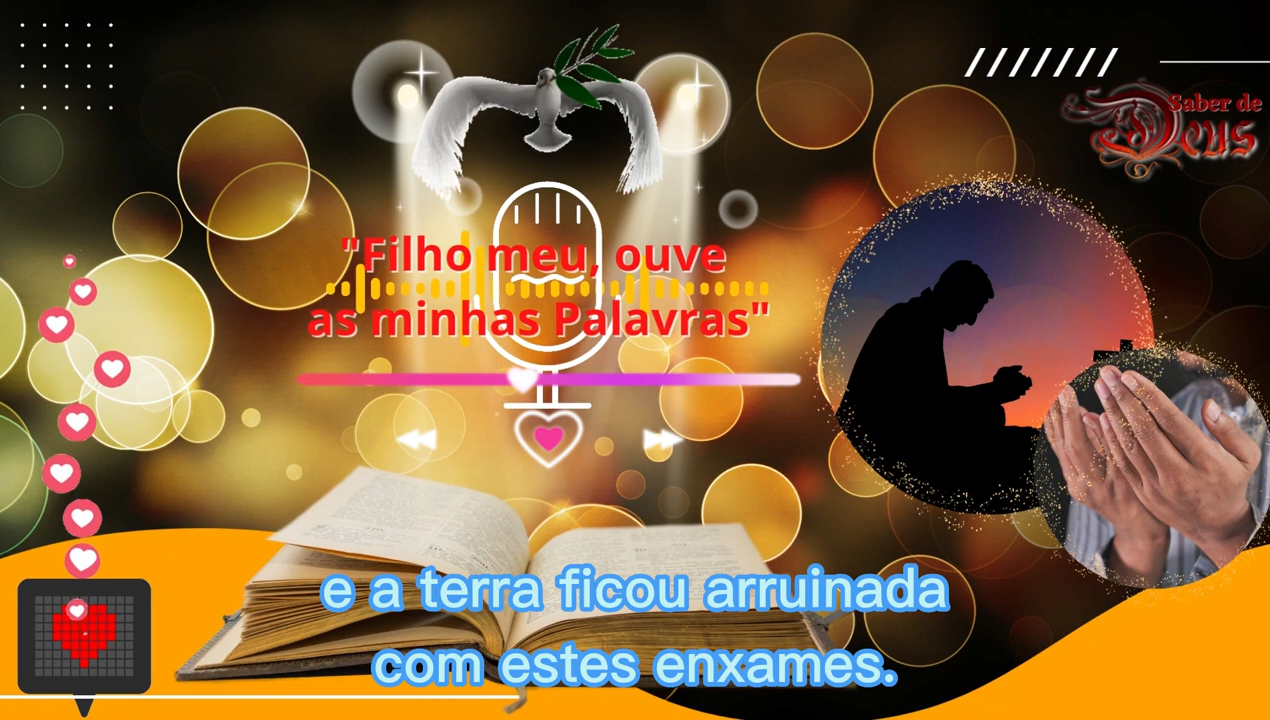 Saber de
Deus
"Filho meu, ouve
as minhas Palavras"
e a terra ficou arruinada
com estes enxames.